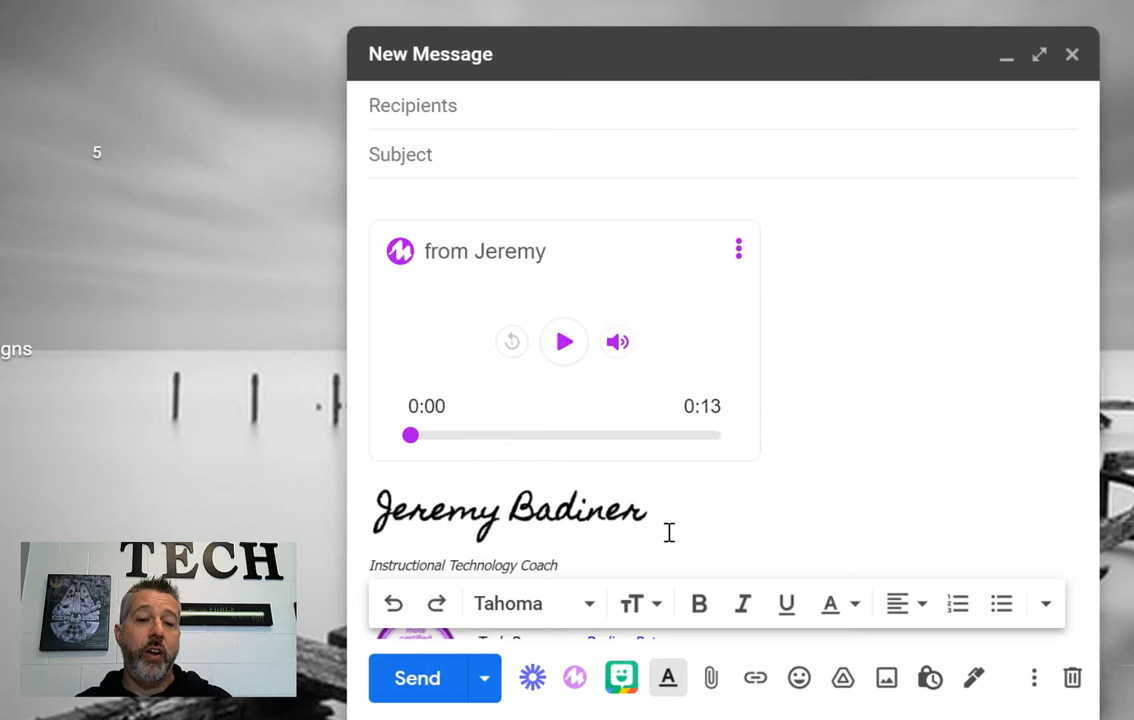 New Message
Recipients
5
Subject
from Jeremy
gns
0:00 0:13
Jeremy Badiner
TECH
Instructional Technology Coach
Tahoma
Send